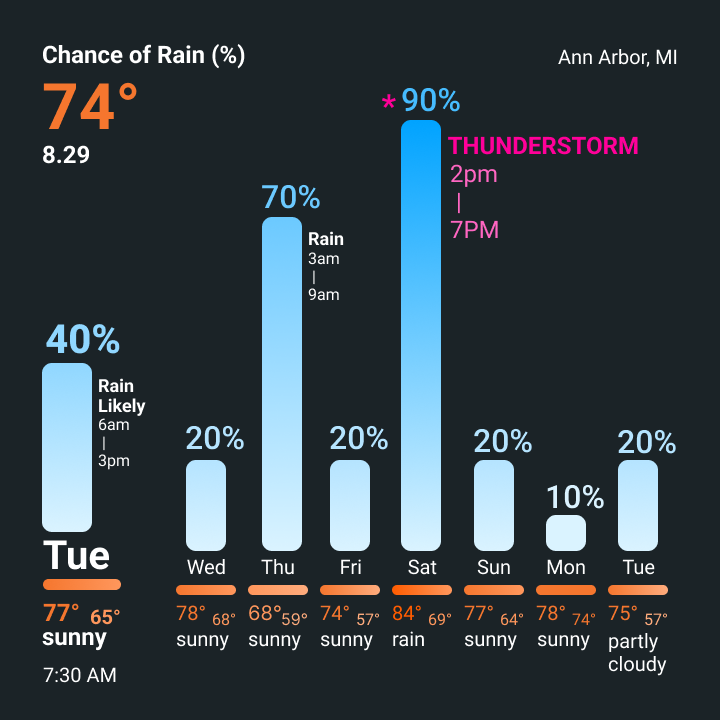 Chance of Rain (%)
Ann Arbor, MI
74°
8.29
* 90%
THUNDERSTORM
2pm
|
7PM
70%
Rain
3am
|
9am
40%
Rain
Likely
6am
|
3pm
20%
20%
20%
10%
20%
Tue
Wed
Thu
Fri
Sat
Sun
Mon
Tue
77° 65°
sunny
78° 68°
sunny
68° 59°
sunny
74° 57°
sunny
84° 69°
rain
77° 64°
sunny
78° 74°
sunny
75° 57°
partly
cloudy
7:30 AM